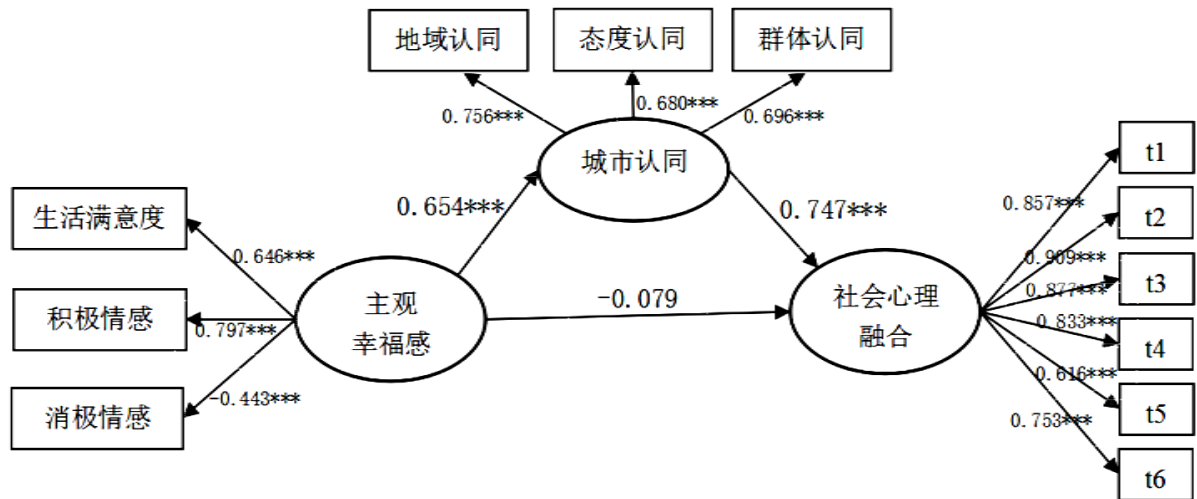 地域认同
态度认同
群体认同
0.756***
0.680***
0.696***
城市认同
t1
0.857***
t2
生活满意度
0.654***
0.747***
0.646***
0.909***
t3
主观
幸福感
-0.079
社会心理
融合
0.877***
积极情感
0.797***
0.833***
t4
0.616***
消极情感
-0.443***
t5
0.753***
t6